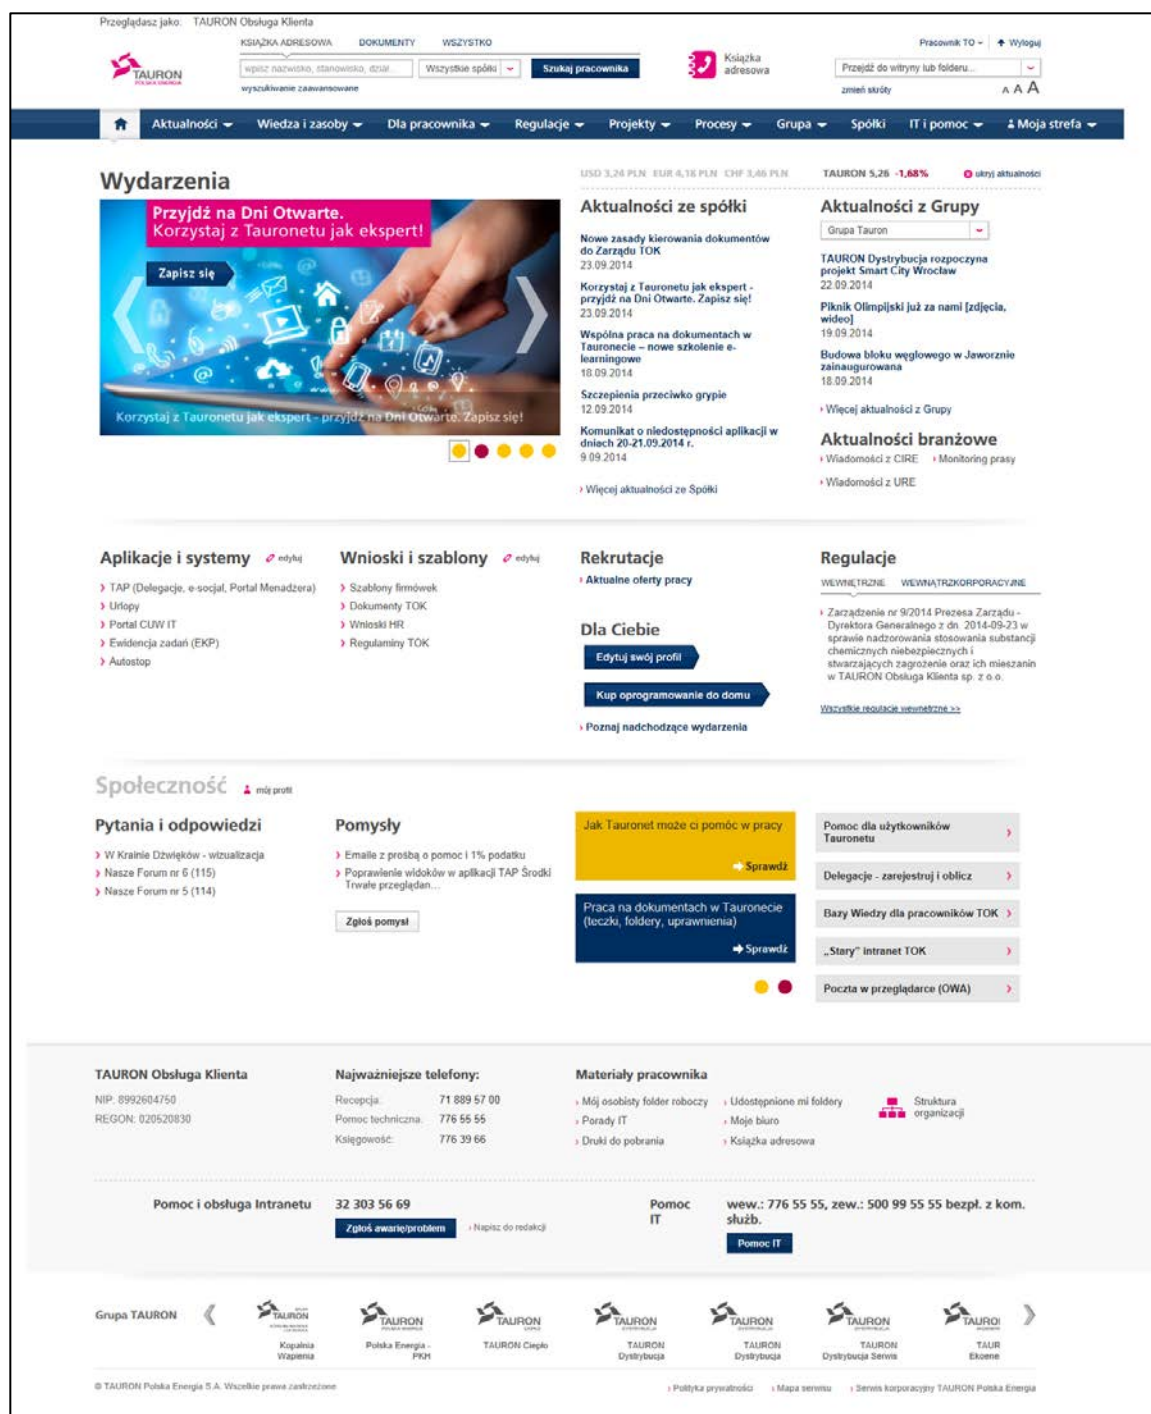 Przeglądasz jako: TAURON Obsługa Klienta
KSIĄŻKA ADRESOWA DOKUMENTY WSZYSTKO
Pracownik TO Wyloguj
TAURON
POLSKA ENERGIA
wpisz nazwisko, stanowisko, dział... Wszystkie spółki Szukaj pracownika
Książka
adresowa
Przejdź do witryny lub folderu...
wyszukiwanie zaawansowane
zmień skróty A A A
Aktualności Wiedza i zasoby Dla pracownika Regulacje Projekty Procesy Grupa Spółki IT i pomoc Moja strefa
Wydarzenia
USD 3,24 PLN EUR 4,18 PLN CHF 3,46 PLN TAURON 5,26 -1,68% ukryj aktualności
Przyjdź na Dni Otwarte.
Korzystaj z Tauronetu jak ekspert!
Zapisz się
Korzystaj z Tauronetu jak ekspert - przyjdź na Dni Otwarte. Zapisz się!
Aktualności ze spółki
Nowe zasady kierowania dokumentów
do Zarządu TOK
23.09.2014
Korzystaj z Tauronetu jak ekspert -
przyjdź na Dni Otwarte. Zapisz się!
23.09.2014
Wspólna praca na dokumentach w
Tauronecie – nowe szkolenie e-
learningowe
18.09.2014
Szczepienia przeciwko grypie
12.09.2014
Komunikat o niedostępności aplikacji w
dniach 20-21.09.2014 r.
9.09.2014
Więcej aktualności ze Spółki
Aktualności z Grupy
Grupa Tauron
TAURON Dystrybucja rozpoczyna
projekt Smart City Wrocław
22.09.2014
Piknik Olimpijski już za nami [zdjęcia,
wideo]
19.09.2014
Budowa bloku węglowego w Jaworznie
zainaugurowana
18.09.2014
Więcej aktualności z Grupy
Aktualności branżowe
Wiadomości z CIRE Monitoring prasy
Wiadomości z URE
Aplikacje i systemy edytuj
TAP (Delegacje, e-socjal, Portal Menadżera)
Urlopy
Portal CUW IT
Ewidencja zadań (EKP)
Autostop
Wnioski i szablony edytuj
Szablony firmówek
Dokumenty TOK
Wnioski HR
Regulaminy TOK
Rekrutacje
Aktualne oferty pracy
Dla Ciebie
Edytuj swój profil
Kup oprogramowanie do domu
Poznaj nadchodzące wydarzenia
Regulacje
WEWNĘTRZNE WEWNĄTRZKORPORACYJNE
Zarządzenie nr 9/2014 Prezesa Zarządu -
Dyrektora Generalnego z dn. 2014-09-23 w
sprawie nadzorowania stosowania substancji
chemicznych niebezpiecznych i
stwarzających zagrożenie oraz ich mieszanin
w TAURON Obsługa Klienta sp. z o.o.
Wszystkie regulacje wewnętrzne >>
Społeczność mój profil
Pytania i odpowiedzi
W Krainie Dźwięków - wizualizacja
Nasze Forum nr 6 (115)
Nasze Forum nr 5 (114)
Pomysły
Emaile z prośbą o pomoc i 1% podatku
Poprawienie widoków w aplikacji TAP Środki
Trwałe przeglądan...
Zgłoś pomysł
Jak Tauronet może ci pomóc w pracy
Sprawdź
Praca na dokumentach w Tauronecie
(teczki, foldery, uprawnienia)
Sprawdź
Pomoc dla użytkowników
Tauronetu
Delegacje - zarejestruj i oblicz
Bazy Wiedzy dla pracowników TOK
„Stary” intranet TOK
Poczta w przeglądarce (OWA)
TAURON Obsługa Klienta
NIP: 8992604750
REGON: 020520830
Najważniejsze telefony:
Recepcja: 71 889 57 00
Pomoc techniczna: 776 55 55
Księgowość: 776 39 66
Materiały pracownika
Mój osobisty folder roboczy Udostępnione mi foldery
Porady IT Moje biuro
Druki do pobrania Książka adresowa
Struktura
organizacji
Pomoc i obsługa Intranetu 32 303 56 69
Zgłoś awarię/problem Napisz do redakcji
Pomoc
IT
wew.: 776 55 55, zew.: 500 99 55 55 bezpł. z kom.
służb.
Pomoc IT
Grupa TAURON
TAURON TAURON TAURON TAURON TAURON TAURON TAURO
Kopalnia
Wapienia
Polska Energia -
PKH
TAURON Ciepło
TAURON
Dystrybucja
TAURON
Dystrybucja
TAURON
Dystrybucja Serwis
TAUR
Ekoene
© TAURON Polska Energia S.A. Wszelkie prawa zastrzeżone
Polityka prywatności Mapa serwisu Serwis korporacyjny TAURON Polska Energia